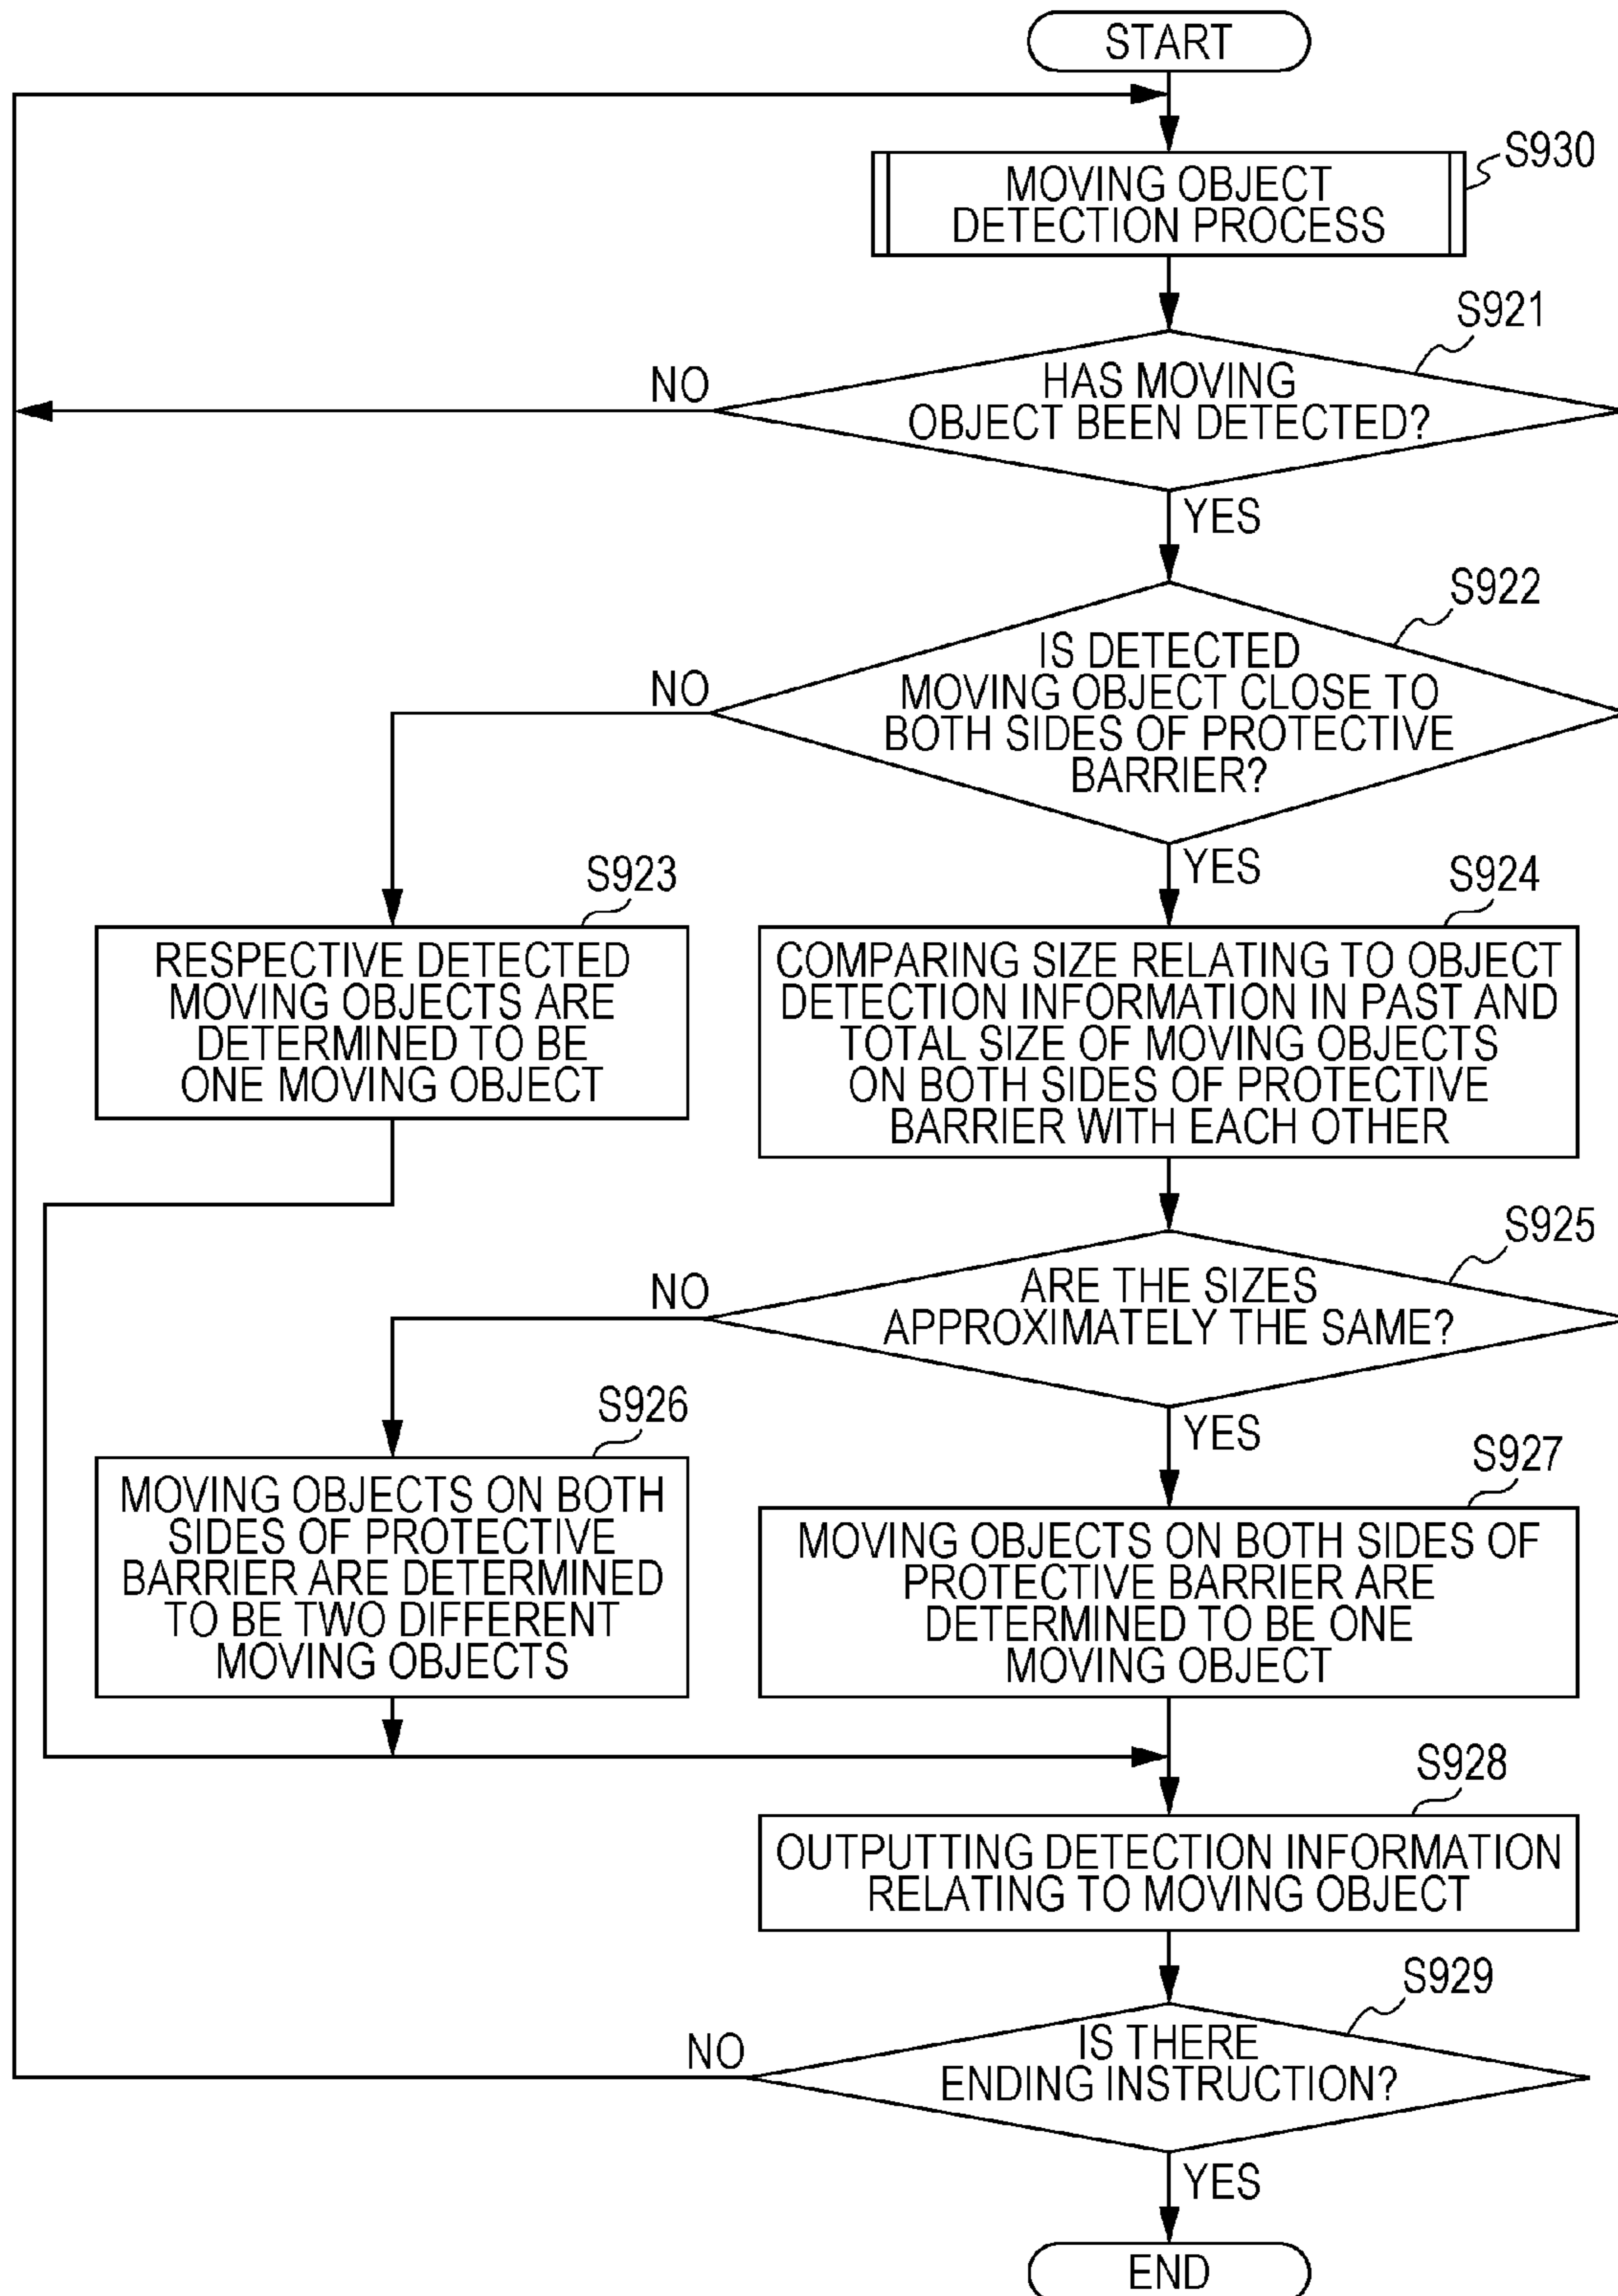 START
S930
MOVING OBJECT
DETECTION PROCESS
S921
HAS MOVING
OBJECT BEEN DETECTED?
NO
YES
S922
IS DETECTED
MOVING OBJECT CLOSE TO
BOTH SIDES OF PROTECTIVE
BARRIER?
NO
YES
S923
RESPECTIVE DETECTED
MOVING OBJECTS ARE
DETERMINED TO BE
ONE MOVING OBJECT
S924
COMPARING SIZE RELATING TO OBJECT
DETECTION INFORMATION IN PAST AND
TOTAL SIZE OF MOVING OBJECTS
ON BOTH SIDES OF PROTECTIVE
BARRIER WITH EACH OTHER
S925
ARE THE SIZES
APPROXIMATELY THE SAME?
NO
YES
S926
MOVING OBJECTS ON BOTH
SIDES OF PROTECTIVE
BARRIER ARE DETERMINED
TO BE TWO DIFFERENT
MOVING OBJECTS
S927
MOVING OBJECTS ON BOTH SIDES OF
PROTECTIVE BARRIER ARE
DETERMINED TO BE ONE
MOVING OBJECT
S928
OUTPUTTING DETECTION INFORMATION
RELATING TO MOVING OBJECT
S929
IS THERE
ENDING INSTRUCTION?
NO
YES
END